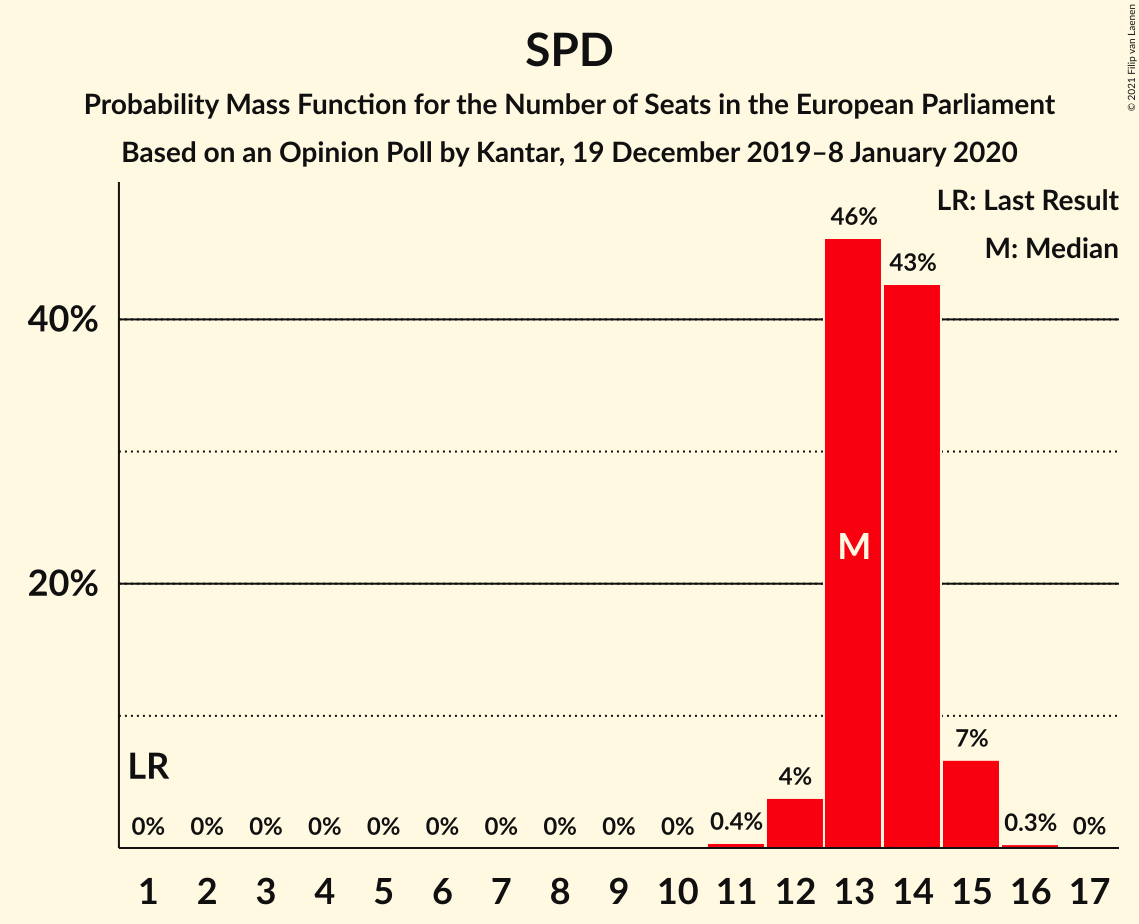 SPD
Probability Mass Function for the Number of Seats in the European Parliament
Based on an Opinion Poll by Kantar, 19 December 2019–8 January 2020
© 2021 Filip van Laenen
LR: Last Result
M: Median
46%
43%
40%
M
20%
7%
LR
4%
0% 0% 0% 0% 0% 0% 0% 0% 0% 0% 0.4% 0.3% 0%
1 2 3 4 5 6 7 8 9 10 11 12 13 14 15 16 17